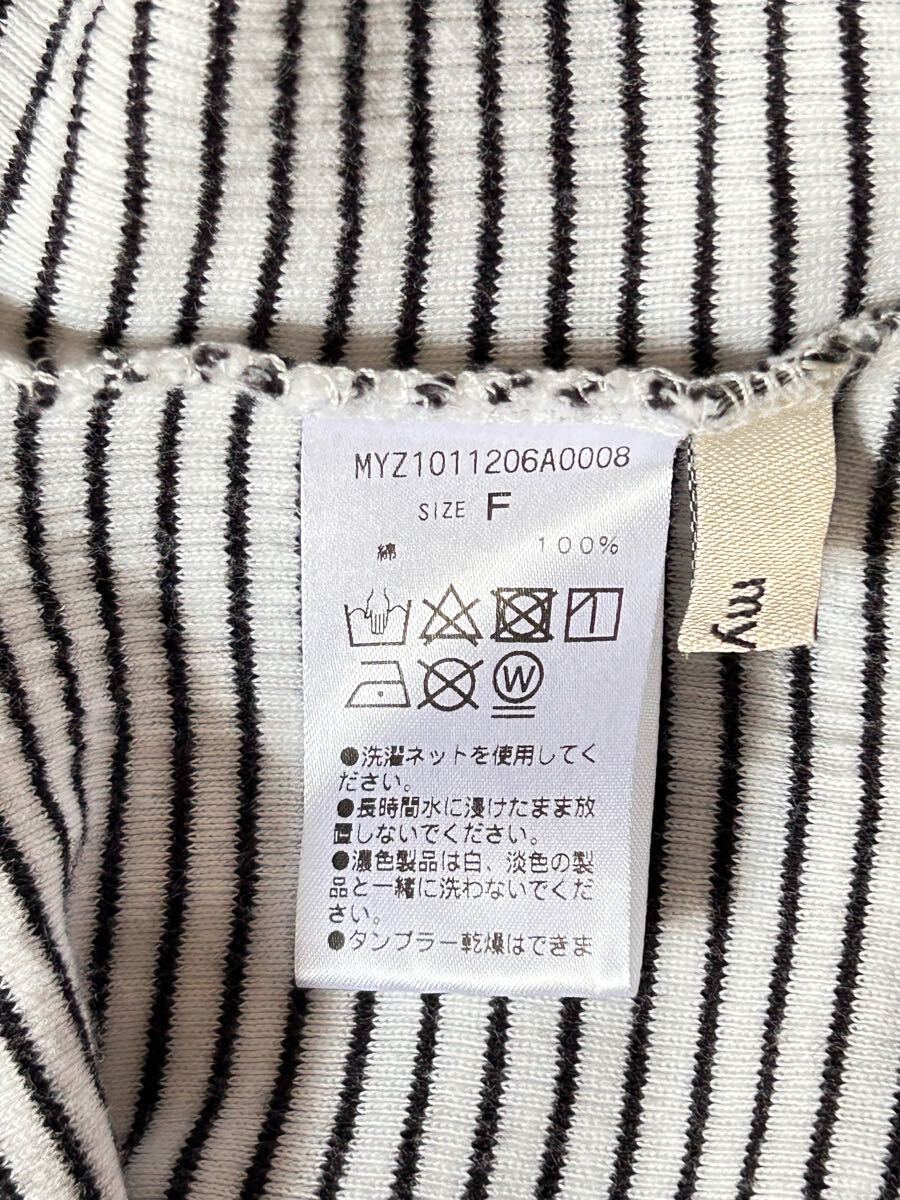 MYZ1011206A0008
SIZE F
綿 100%
W
●洗濯ネットを使用してく
ださい。
●長時間水に浸けたまま放
置しないでください。
●濃色製品は白、淡色の製
品と一緒に洗わないでくだ
さい。
●タンブラー乾燥はできま
my